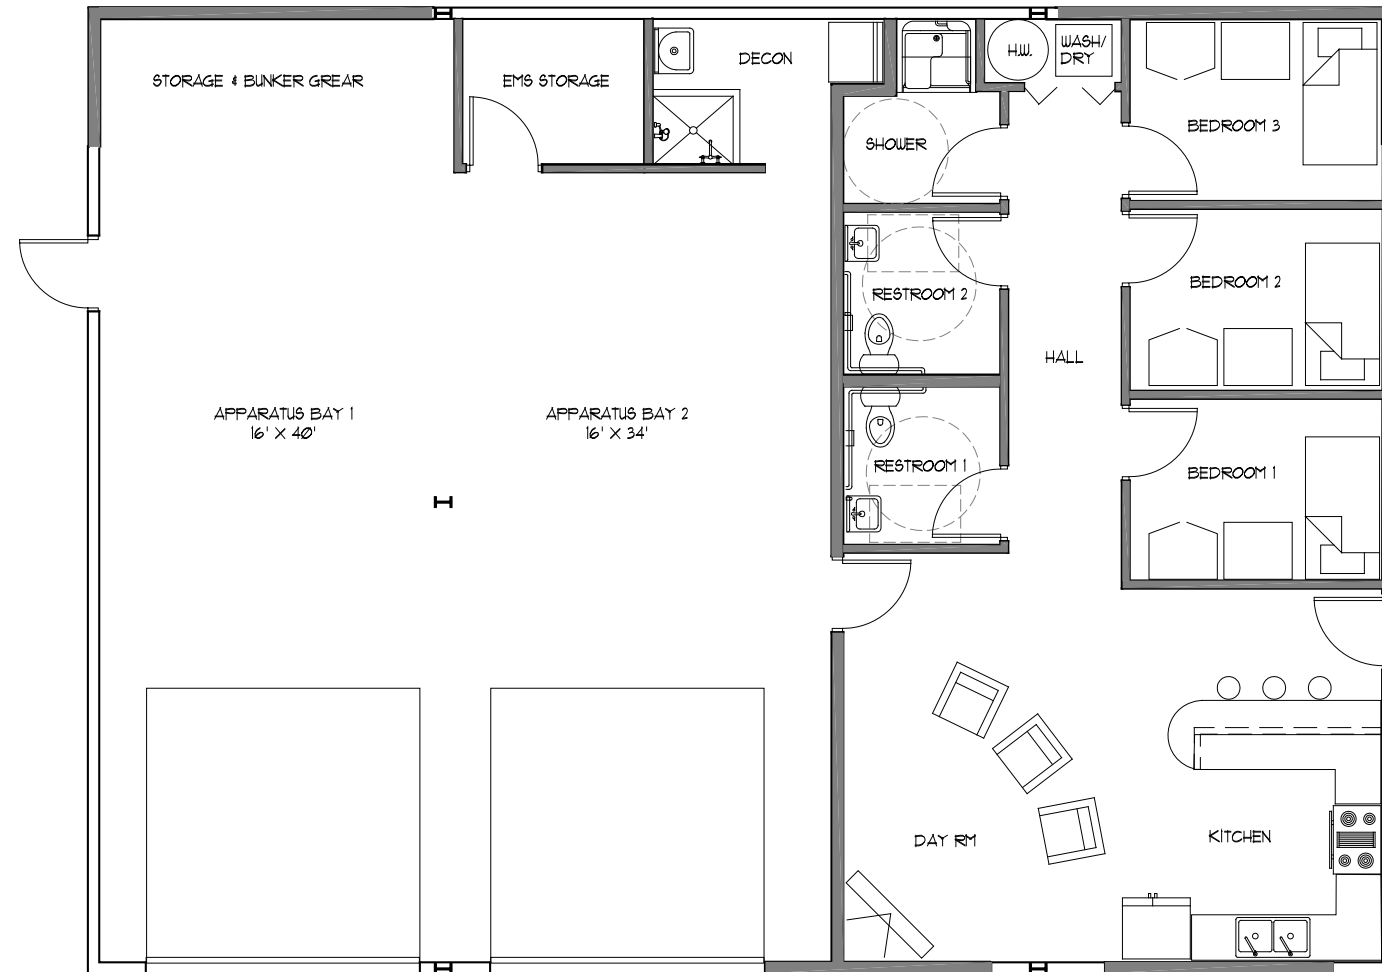 STORAGE & BUNKER GREAR
EMS STORAGE
DECON
H.W.
WASH/
DRY
SHOWER
BEDROOM 3
RESTROOM 2
BEDROOM 2
HALL
APPARATUS BAY 1
16' X 40'
APPARATUS BAY 2
16' X 34'
RESTROOM 1
BEDROOM 1
DAY RM
KITCHEN